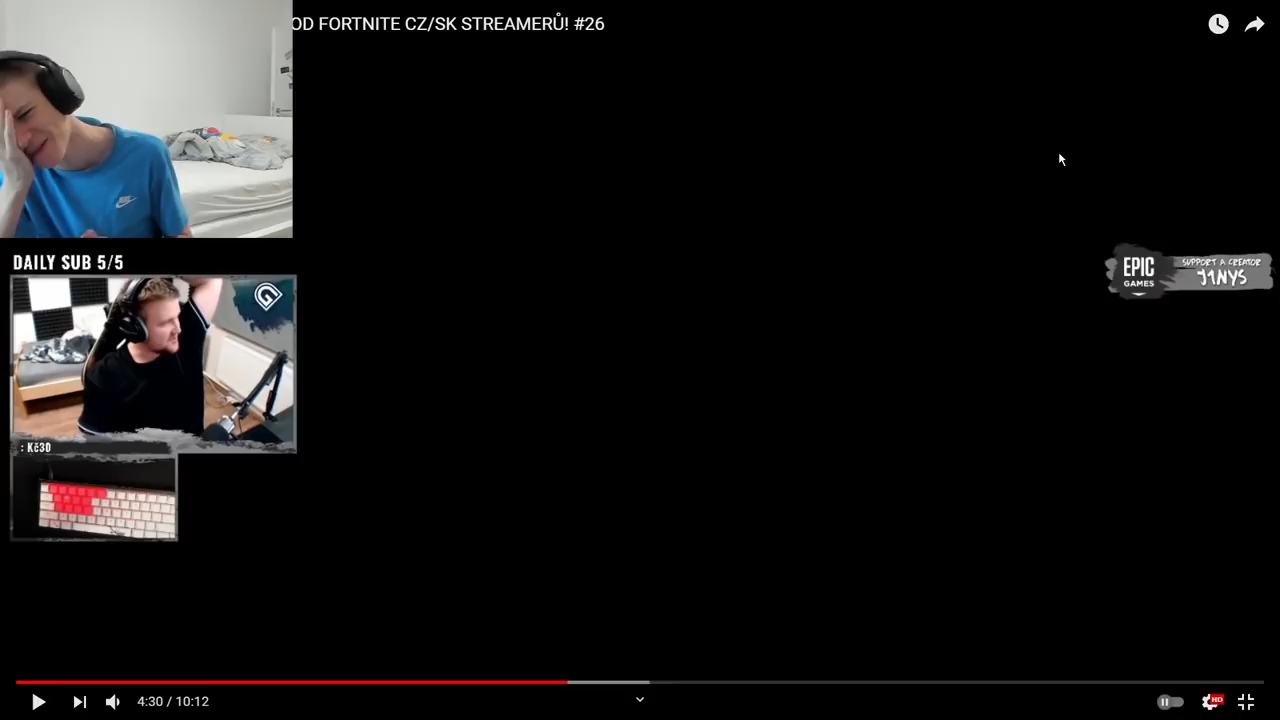 OD FORTNITE CZ/SK STREAMERŮ! #26
DAILY SUB 5/5
EPIC
GAMES
SUPPORT A CREATOR
J1NYS
: Kč30
4:30 / 10:12
HD